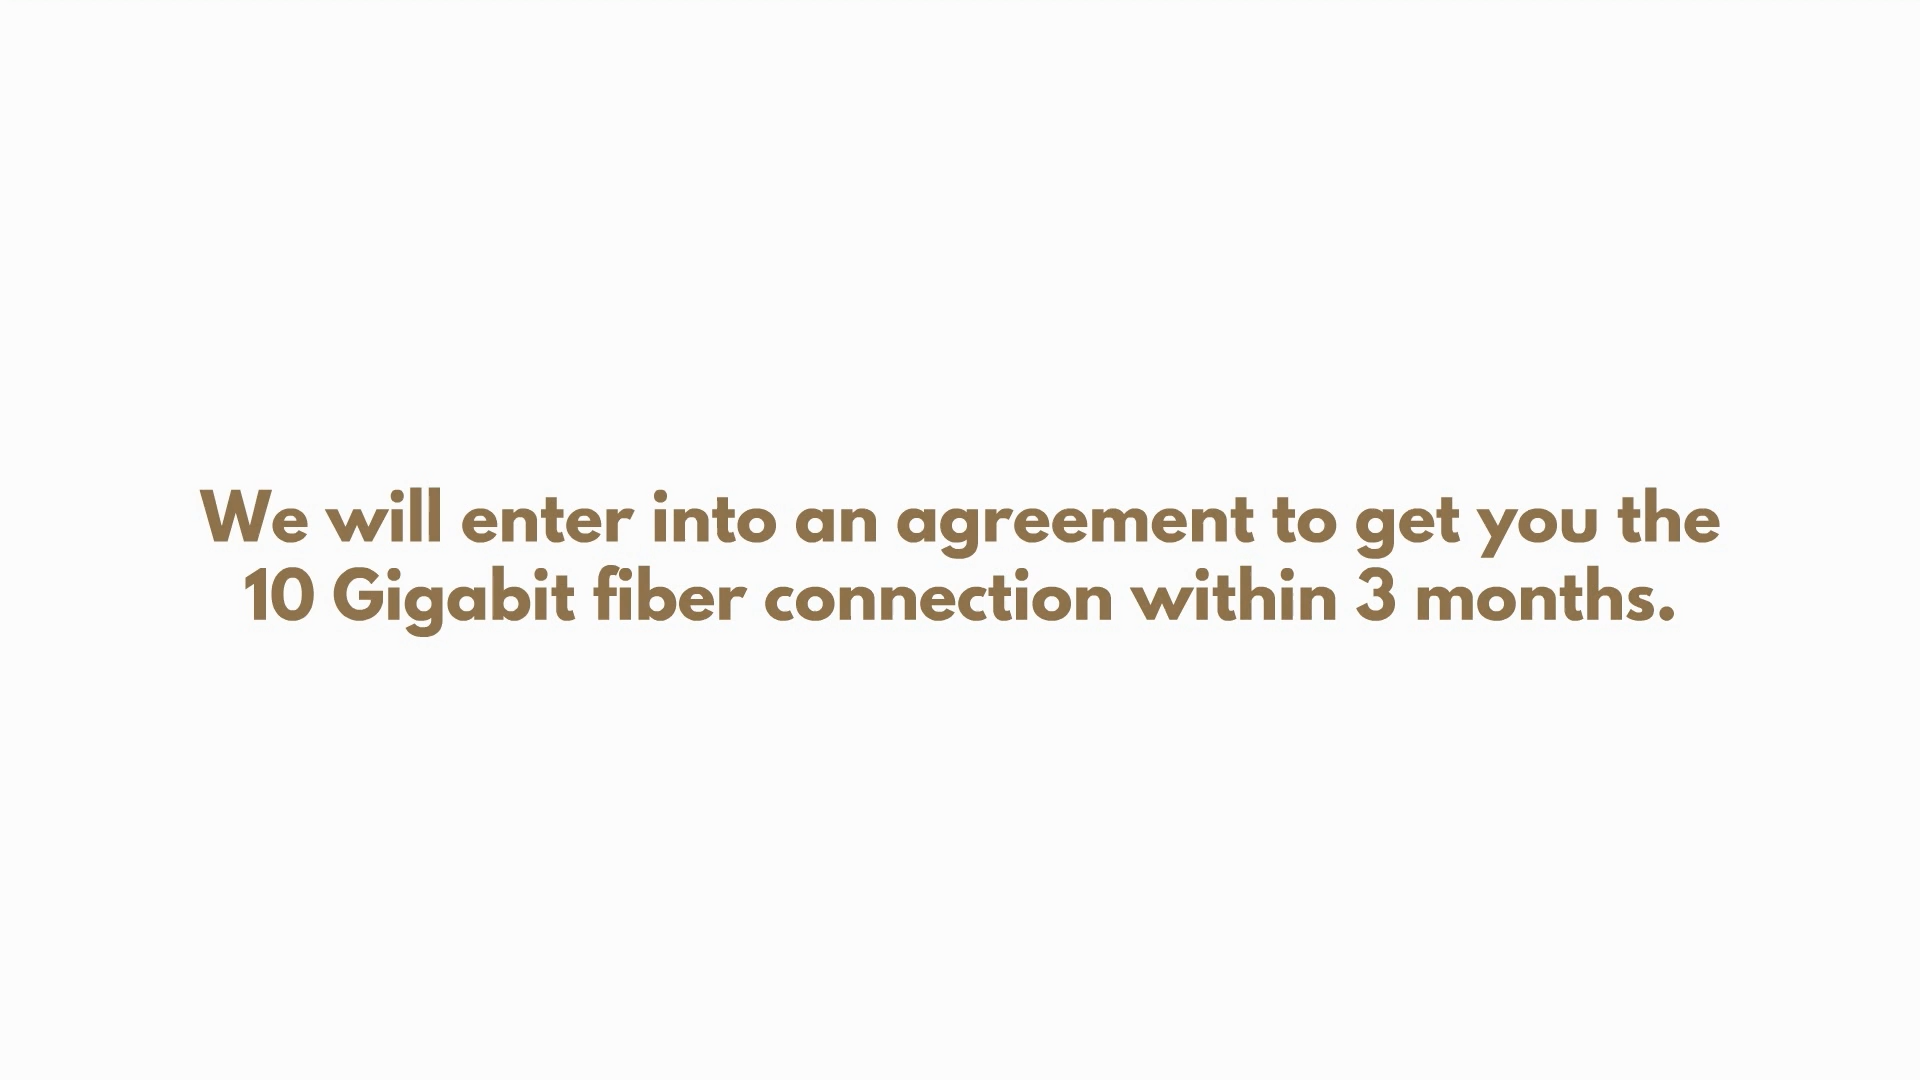 We will enter into an agreement to get you the
10 Gigabit fiber connection within 3 months.